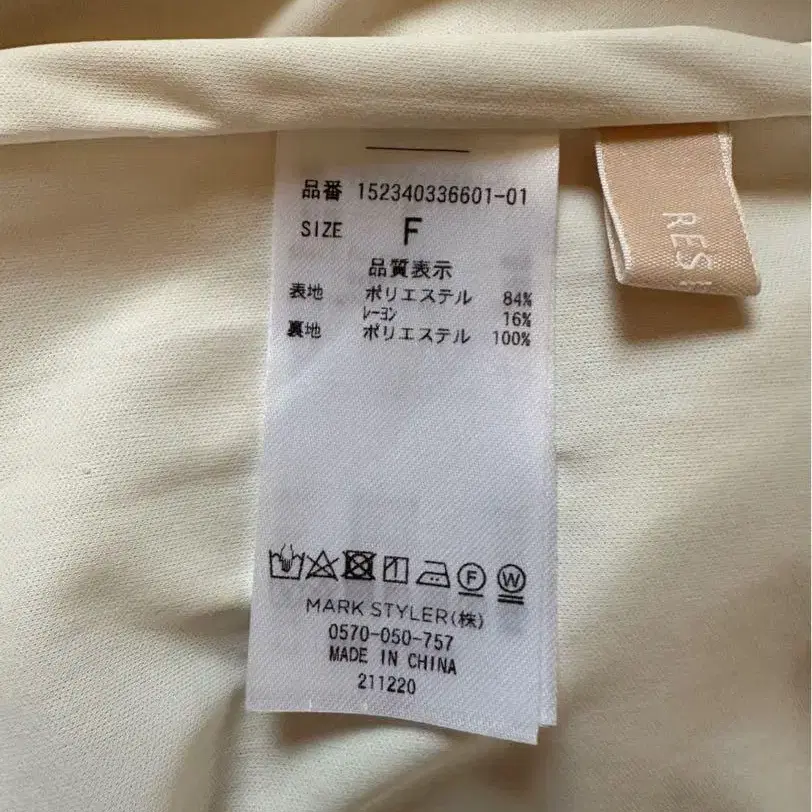 品番 152340336601-01
SIZE F
品質表示
表地 ポリエステル 84%
ﾚｰﾖﾝ 16%
裏地 ポリエステル 100%
F W
MARK STYLER(株)
0570-050-757
MADE IN CHINA
211220
RES